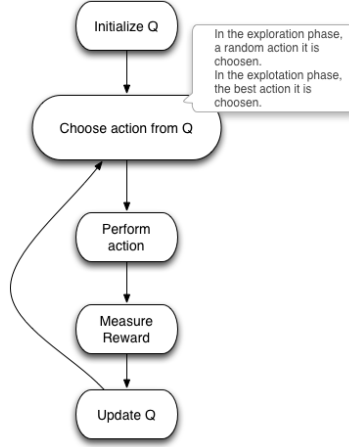 Initialize Q
In the exploration phase,
a random action it is
choosen.
In the explotation phase,
the best action it is
choosen.
Choose action from Q
Perform
action
Measure
Reward
Update Q